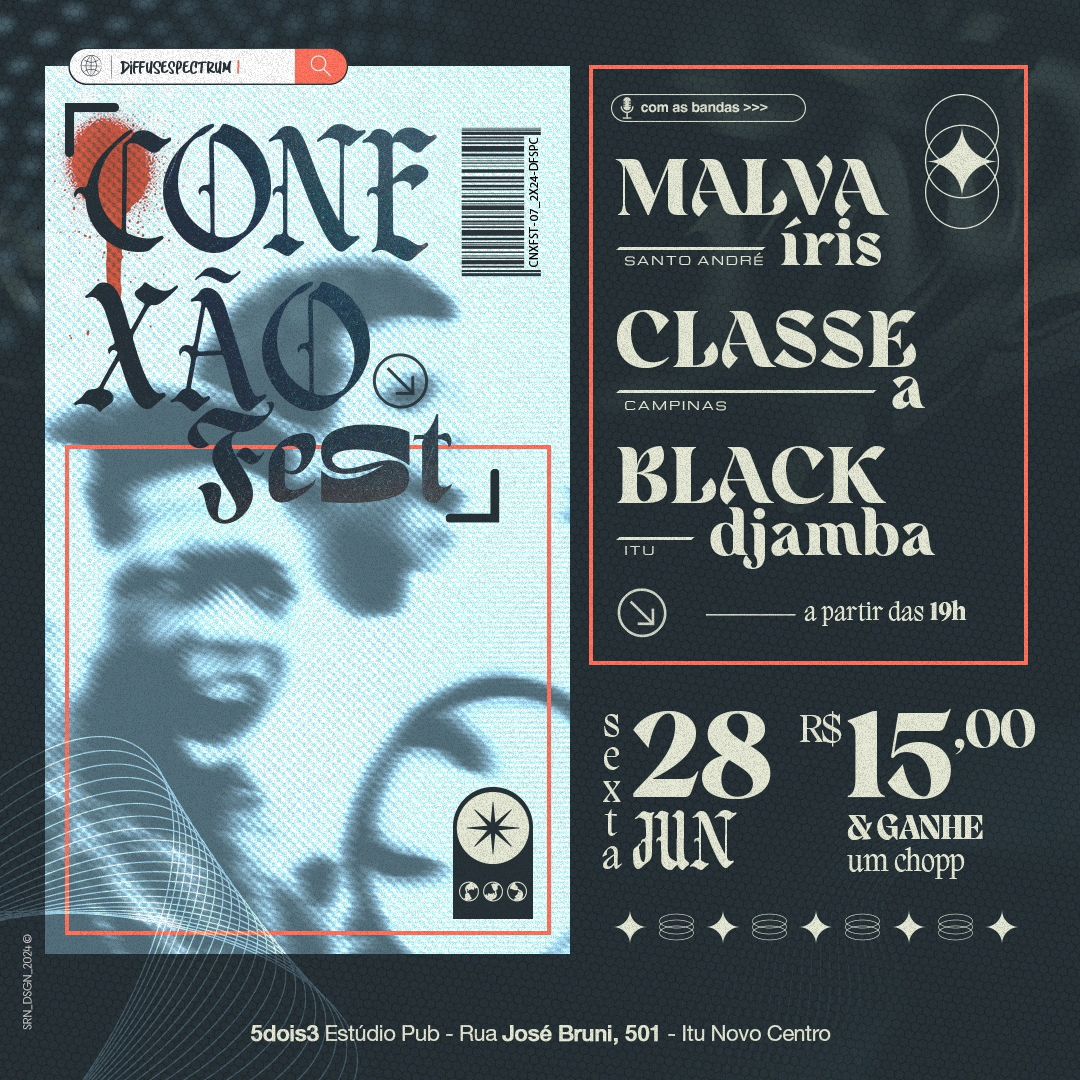 DIFFUSESPECTRUM
CONE
XÃO
Fest
CNXFST-07_2X24-DFSPC
com as bandas >>>
MALVA
íris
SANTO ANDRÉ
CLASSE
a
CAMPINAS
BLACK
djamba
ITU
a partir das 19h
sexta
28
JUN
R$ 15,00
& GANHE
um chopp
SRN_DSGN_2024 ©
5dois3 Estúdio Pub - Rua José Bruni, 501 - Itu Novo Centro